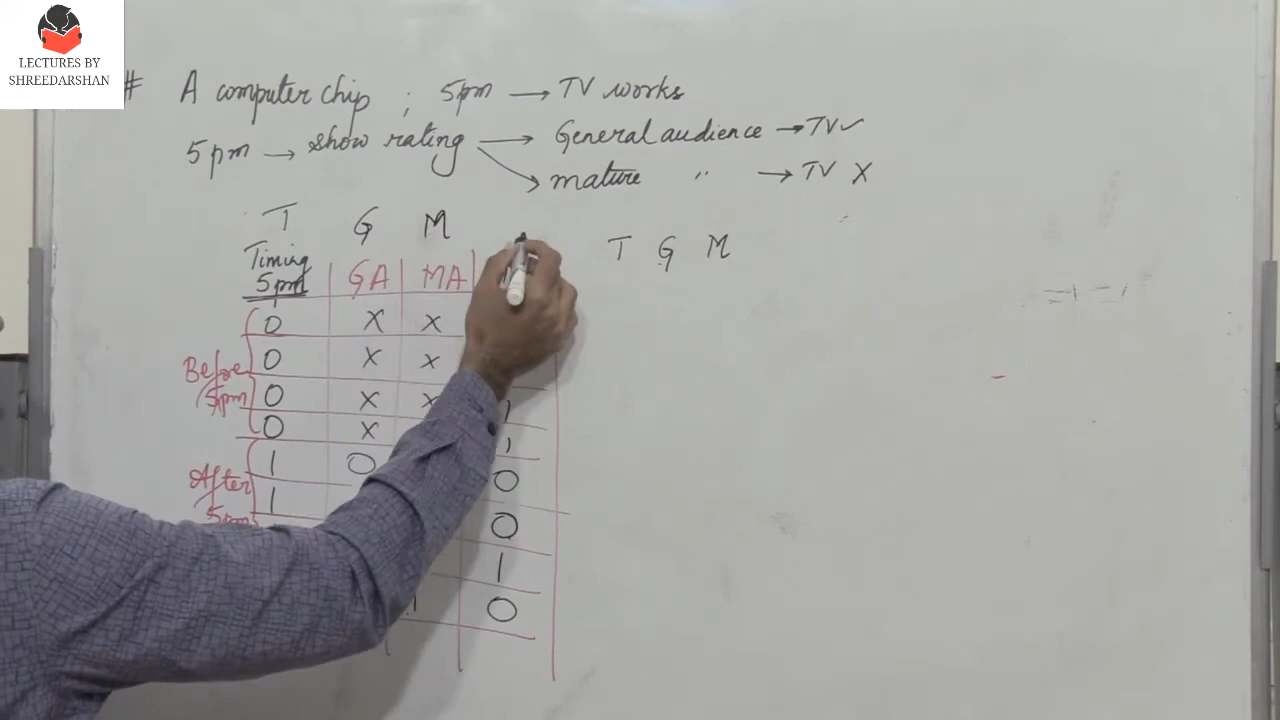 LECTURES BY
SHREEDARSHAN
# A computer chip ; 5pm → TV works
5pm → show rating → General audience → TV ✓
→ mature " → TV X
T G M
T G M
Timing
5pm GA MA
0 X X
0 X X
Before
(5pm 0 X X 1
0 X 1
1 0 0
After
5pm 1 0
1
1 0